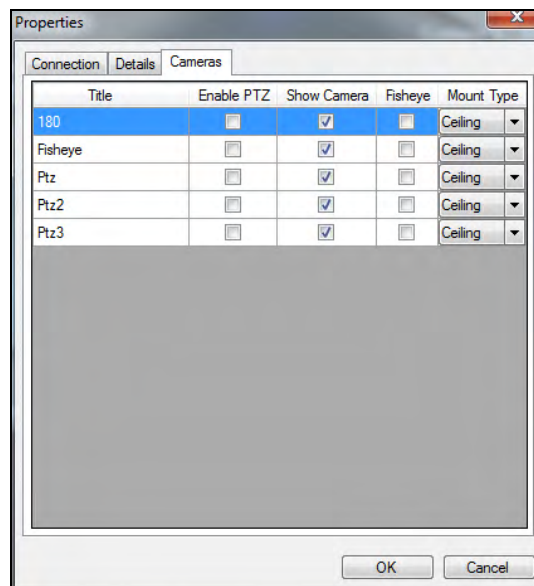 Properties
Connection Details Cameras
Title Enable PTZ Show Camera Fisheye Mount Type
180 Ceiling
Fisheye Ceiling
Ptz Ceiling
Ptz2 Ceiling
Ptz3 Ceiling
OK Cancel